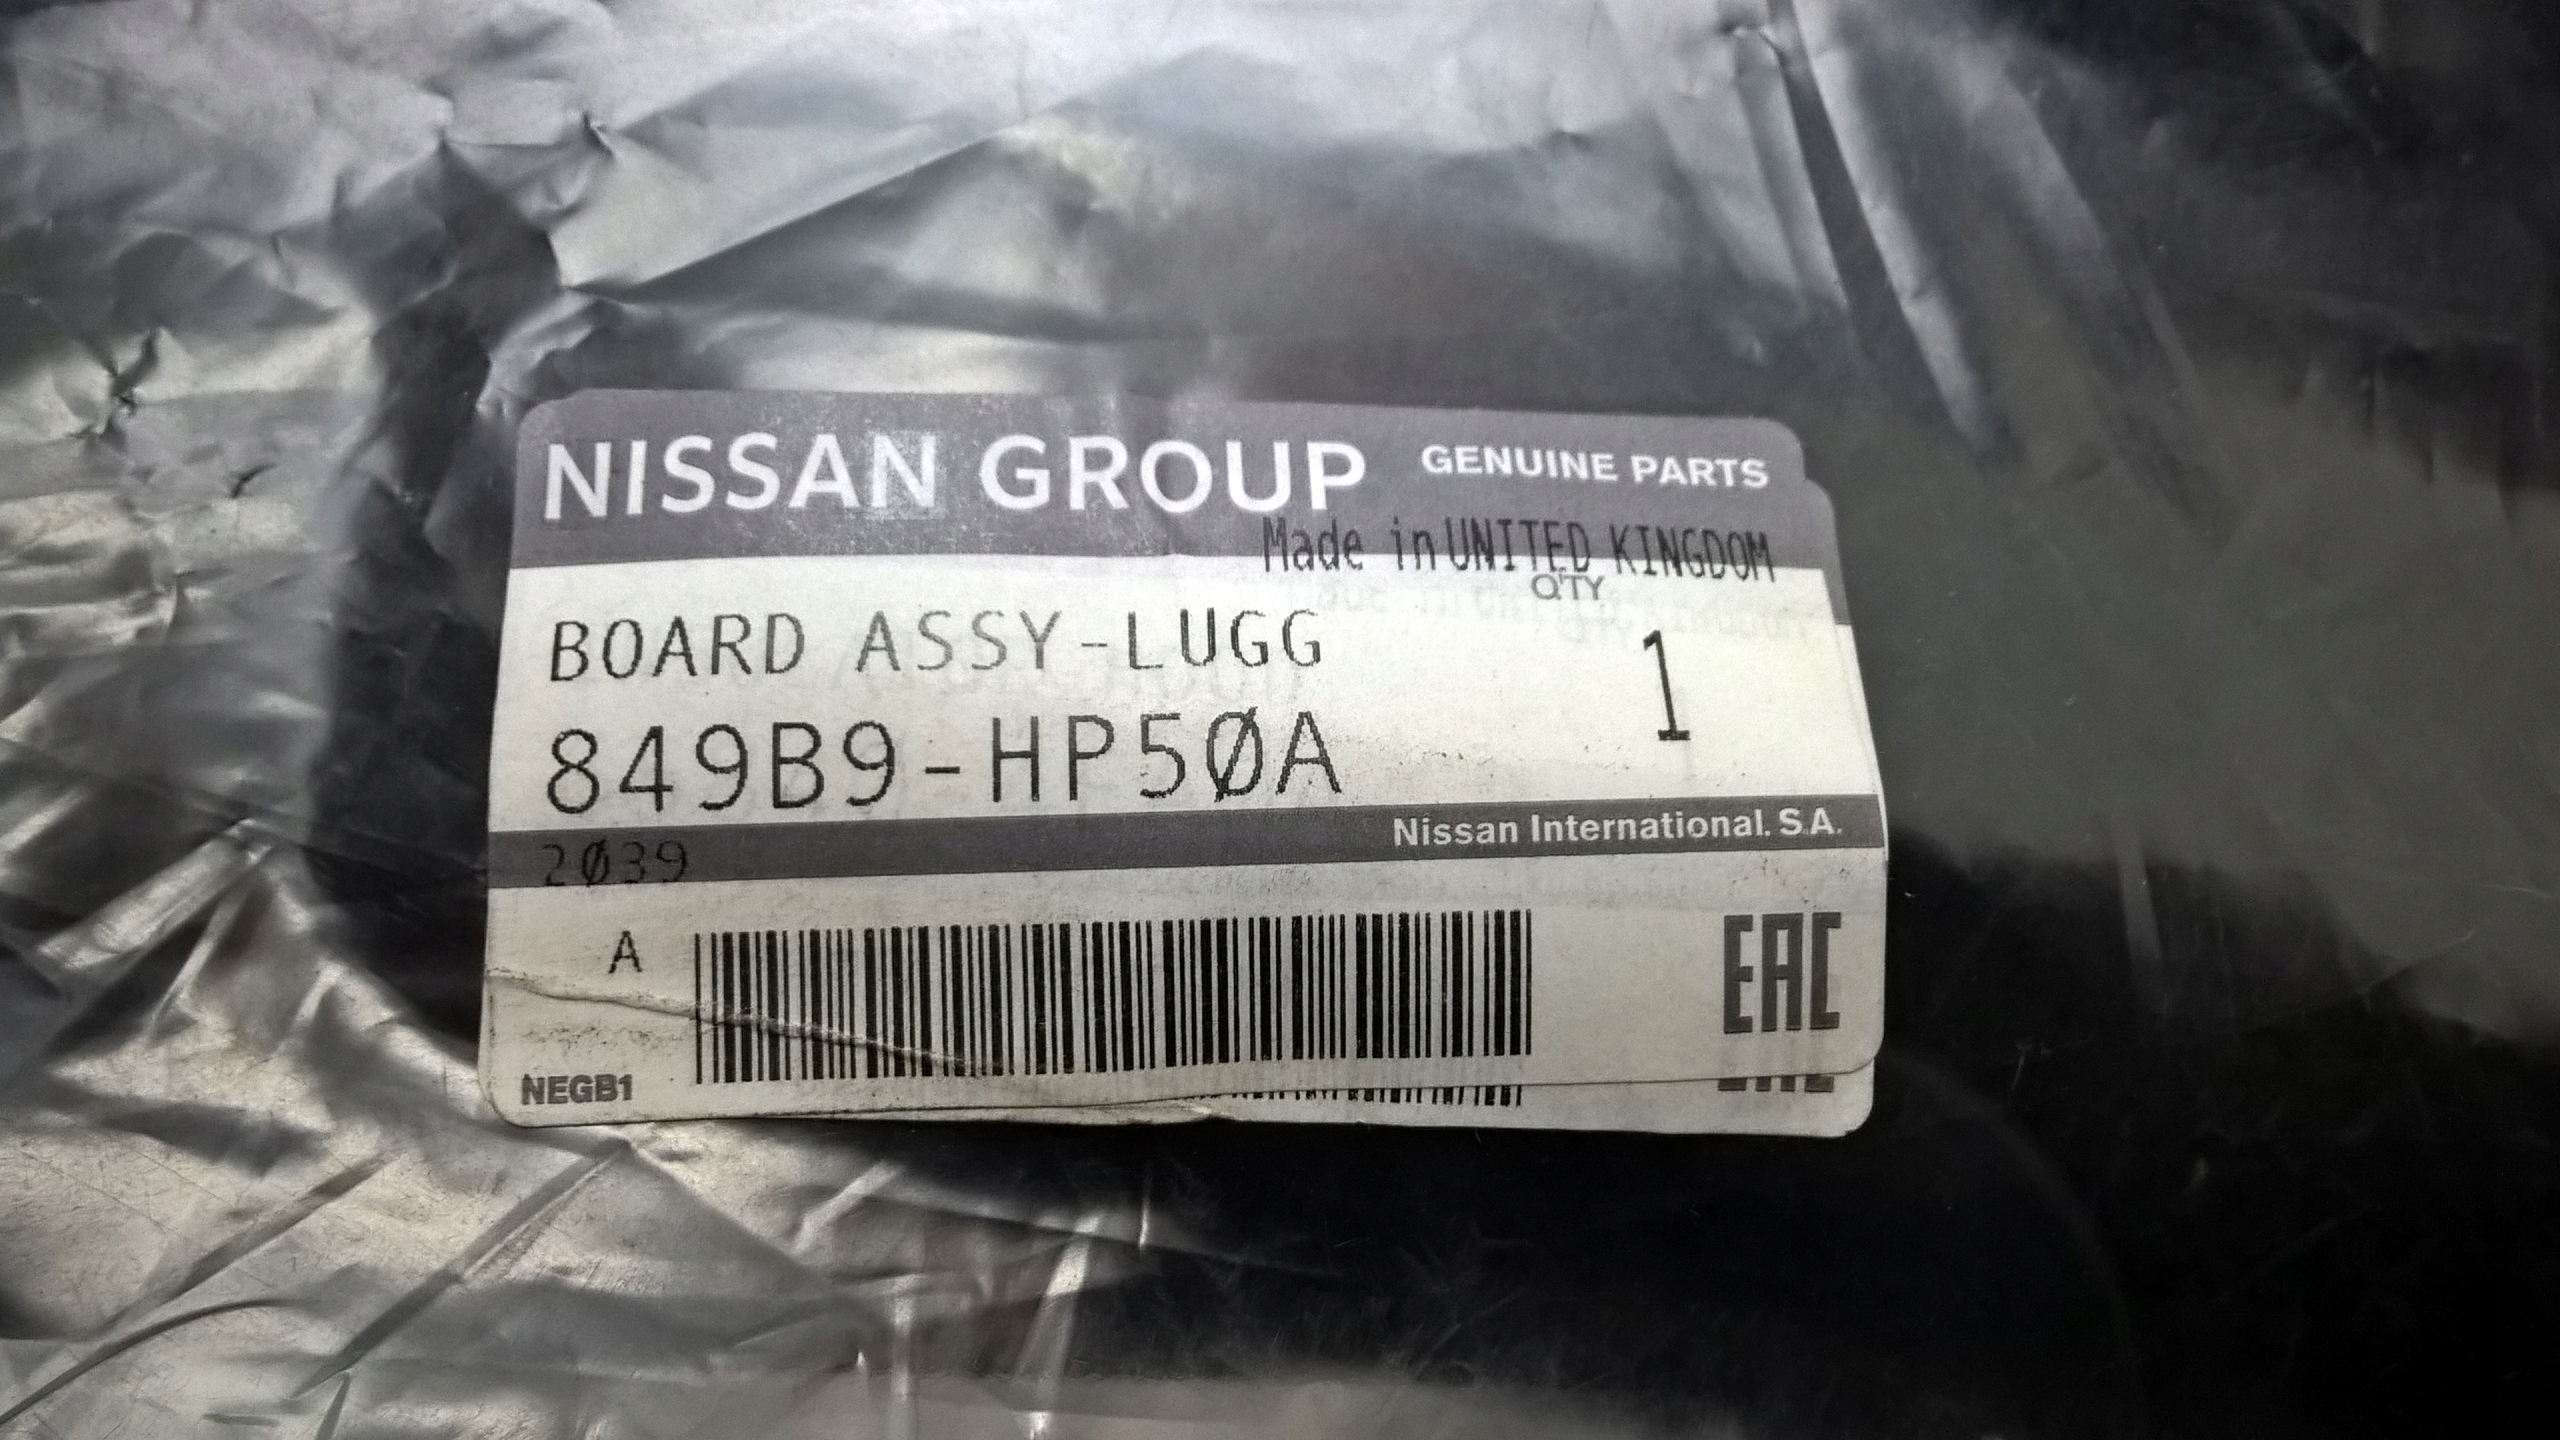 NISSAN GROUP GENUINE PARTS
Made in UNITED KINGDOM
Q'TY
BOARD ASSY-LUGG
1
849B9-HP5ØA
Nissan International. S.A.
2Ø39
A
EAC
NEGB1